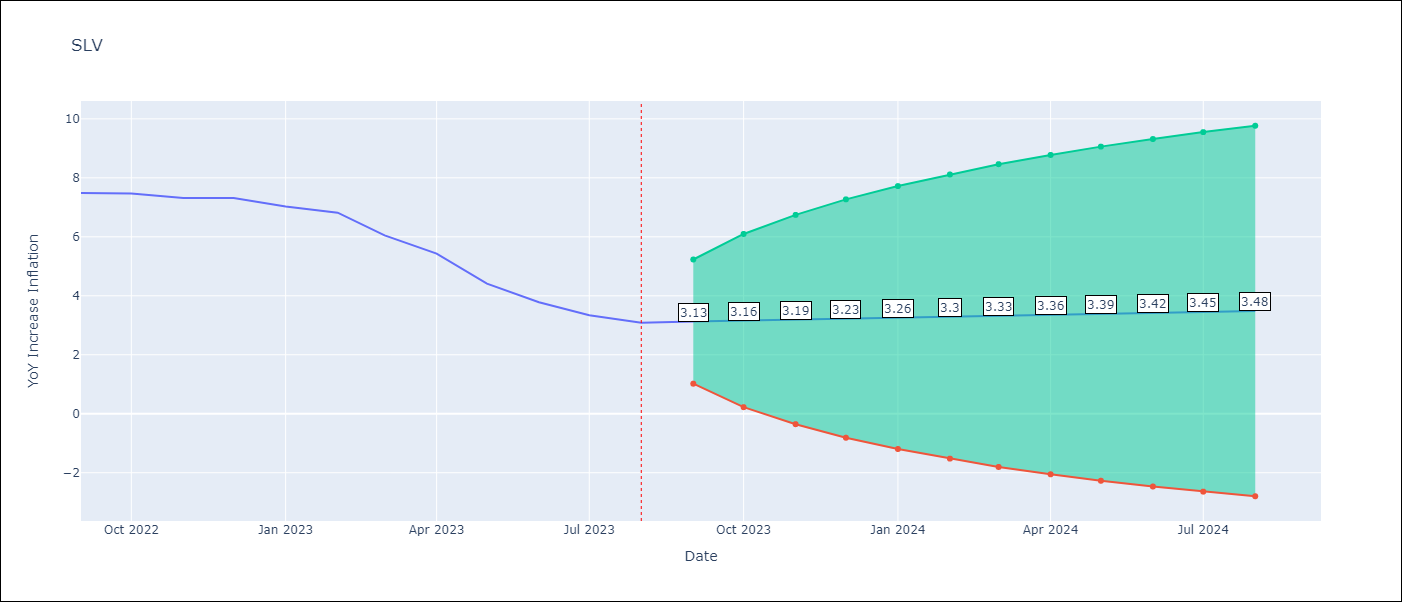 SLV
YoY Increase Inflation
10
8
6
4
2
0
−2
3.13
3.16
3.19
3.23
3.26
3.3
3.33
3.36
3.39
3.42
3.45
3.48
Oct 2022
Jan 2023
Apr 2023
Jul 2023
Oct 2023
Jan 2024
Apr 2024
Jul 2024
Date